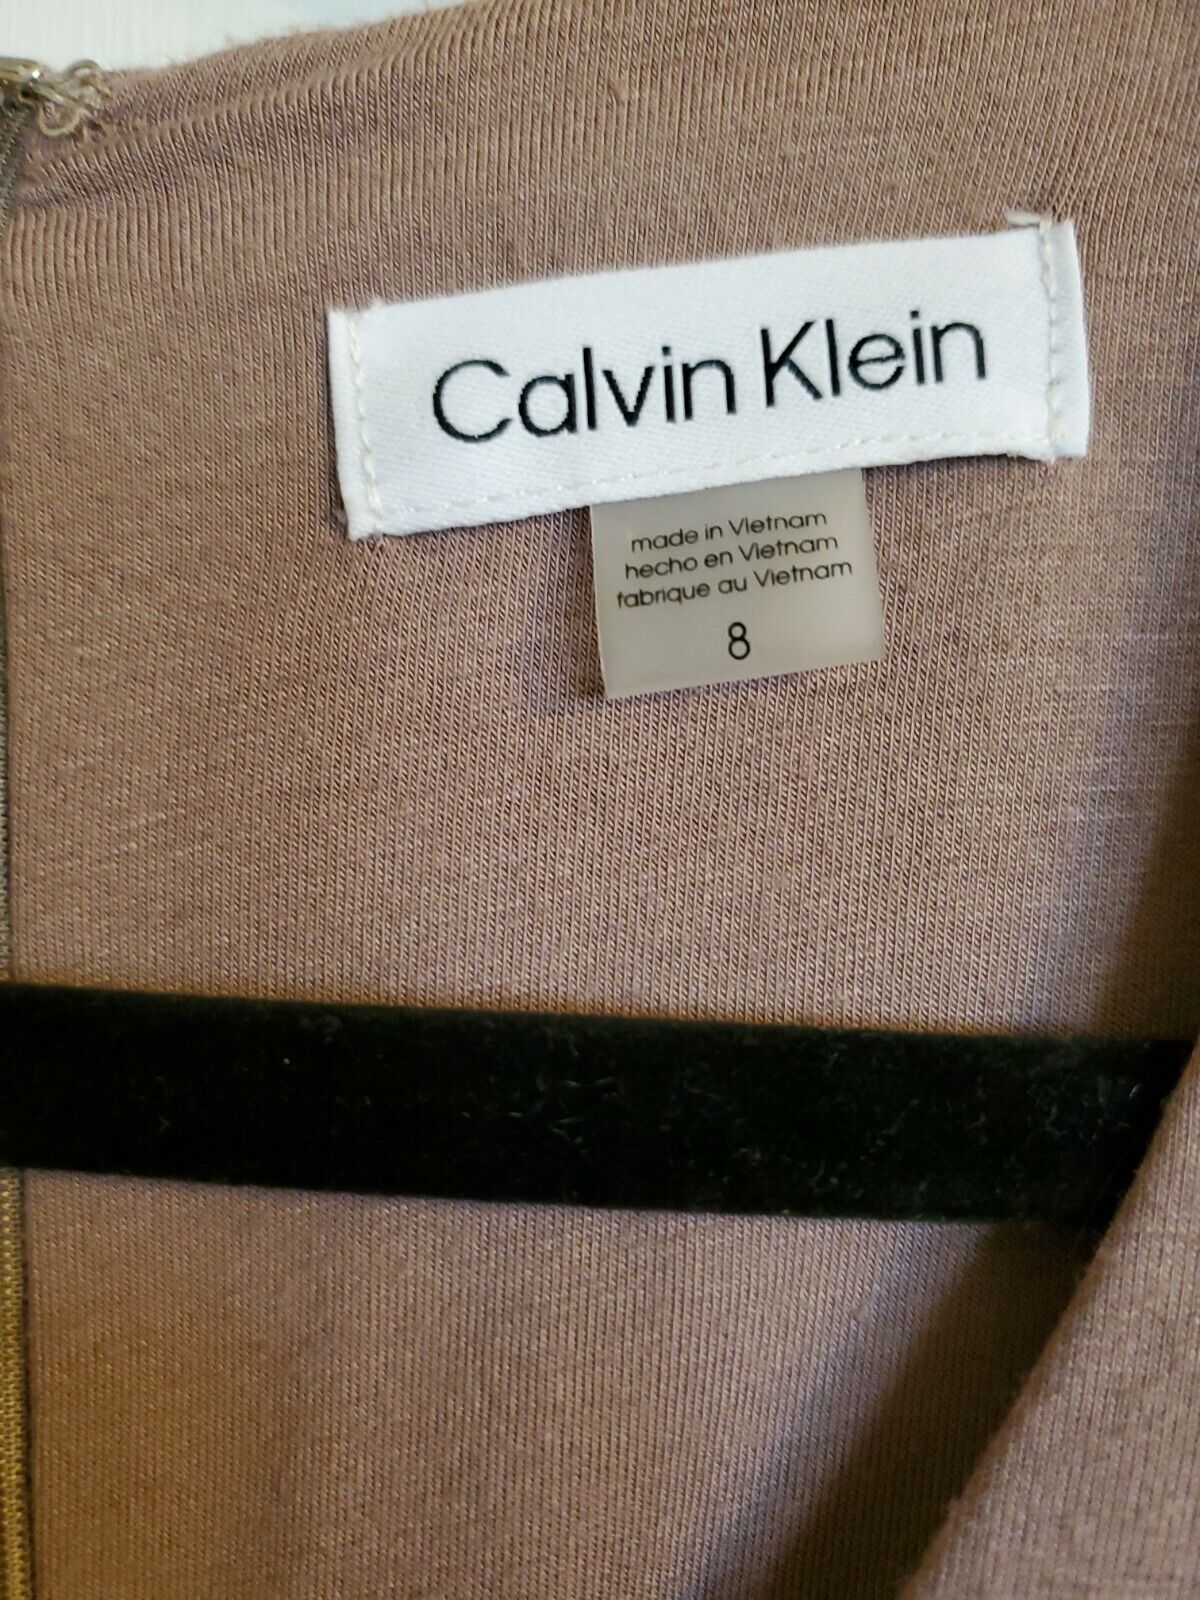 Calvin Klein
made in Vietnam
hecho en Vietnam
fabrique au Vietnam
8